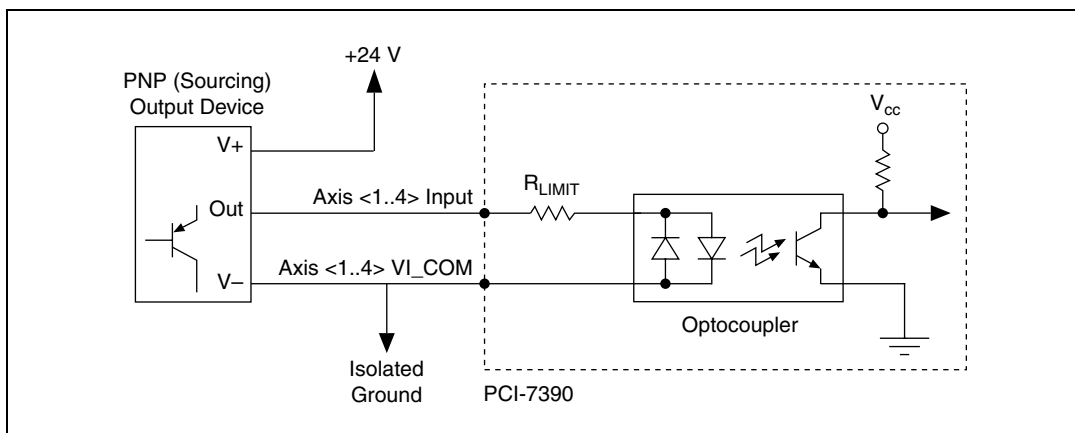 +24 V
PNP (Sourcing)
Output Device
V+
Out
V–
Axis <1..4> Input
Axis <1..4> VI_COM
Isolated
Ground
RLIMIT
Vcc
Optocoupler
PCI-7390